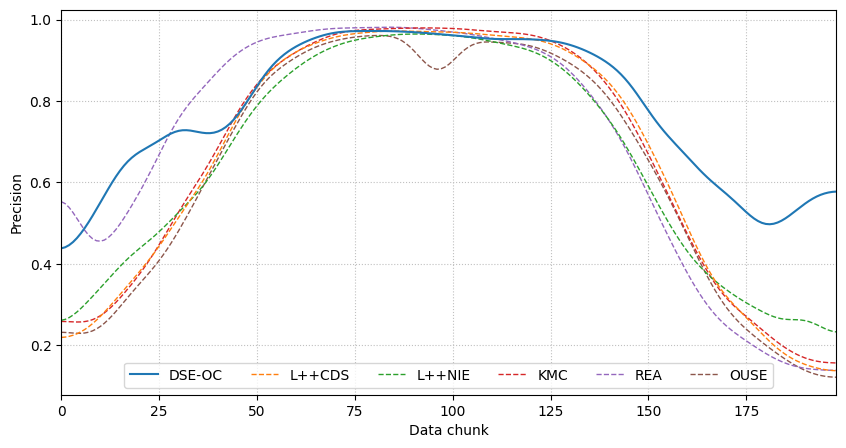 Precision
1.0
0.8
0.6
0.4
0.2
DSE-OC L++CDS L++NIE KMC REA OUSE
0 25 50 75 100 125 150 175
Data chunk